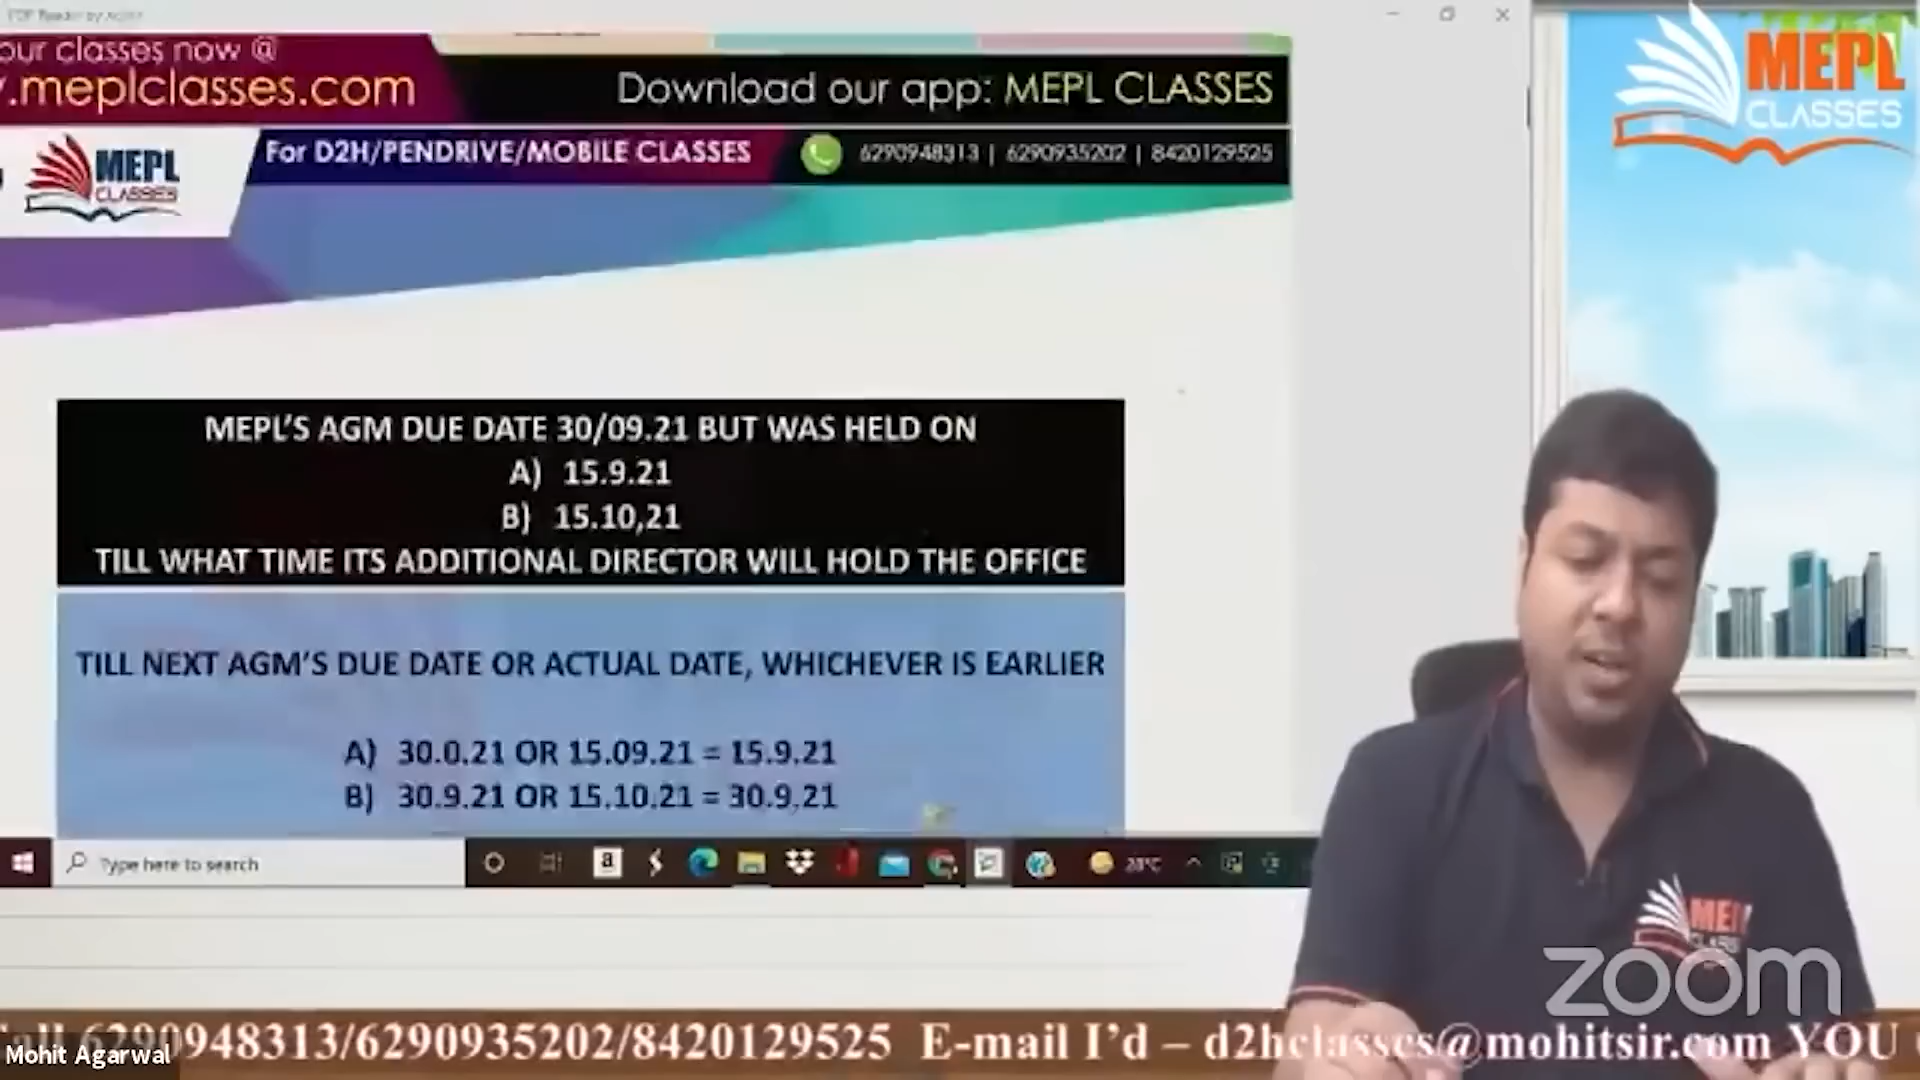 our classes now @
.meplclasses.com
Download our app: MEPL CLASSES
MEPL
CLASSES
MEPL
CLASSES
For D2H/PENDRIVE/MOBILE CLASSES
6290948313 | 6290935202 | 8420129525
MEPL'S AGM DUE DATE 30/09.21 BUT WAS HELD ON
A) 15.9.21
B) 15.10,21
TILL WHAT TIME ITS ADDITIONAL DIRECTOR WILL HOLD THE OFFICE
TILL NEXT AGM'S DUE DATE OR ACTUAL DATE, WHICHEVER IS EARLIER
A) 30.0.21 OR 15.09.21 = 15.9.21
B) 30.9.21 OR 15.10.21 = 30.9.21
Type here to search
28°C
zoom
6290948313/6290935202/8420129525 E-mail I'd – d2hclasses@mohitsir.com YOU
Mohit Agarwal